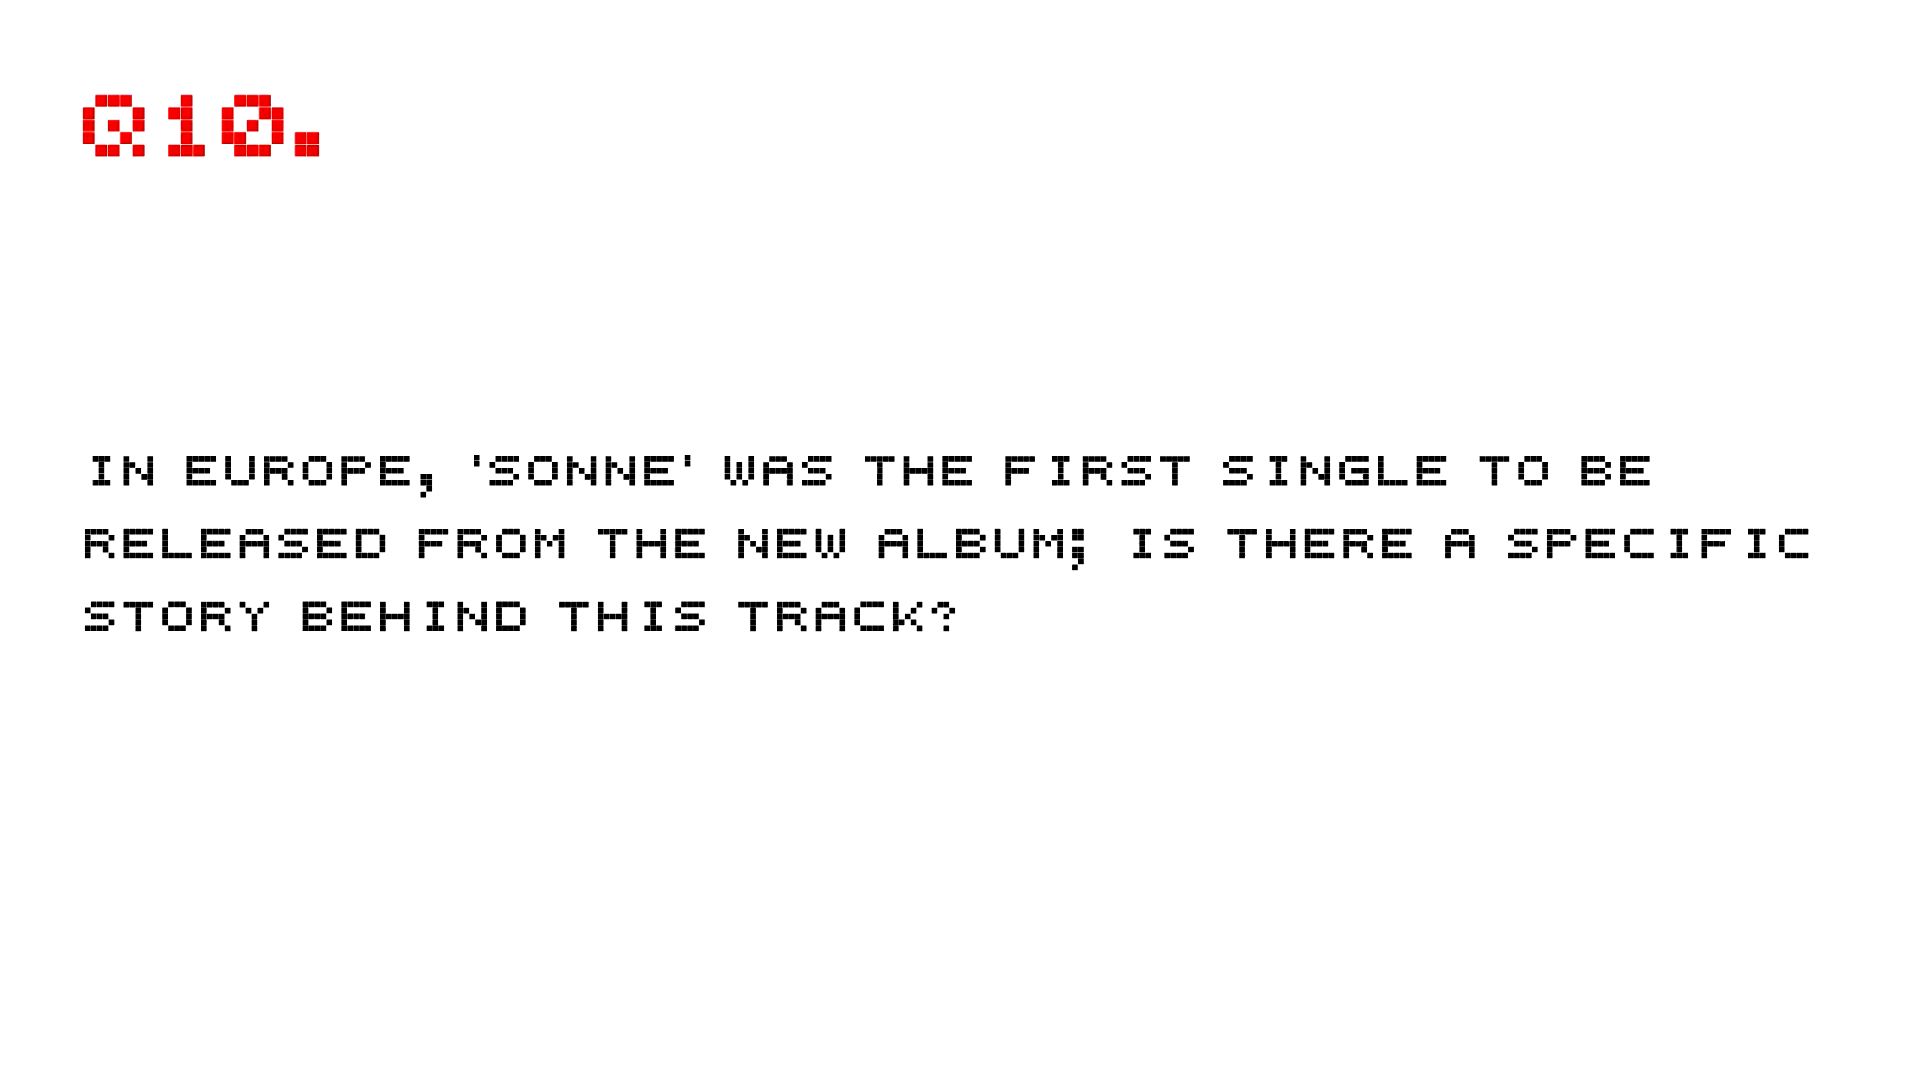 Q10.
IN EUROPE, 'SONNE' WAS THE FIRST SINGLE TO BE
RELEASED FROM THE NEW ALBUM; IS THERE A SPECIFIC
STORY BEHIND THIS TRACK?